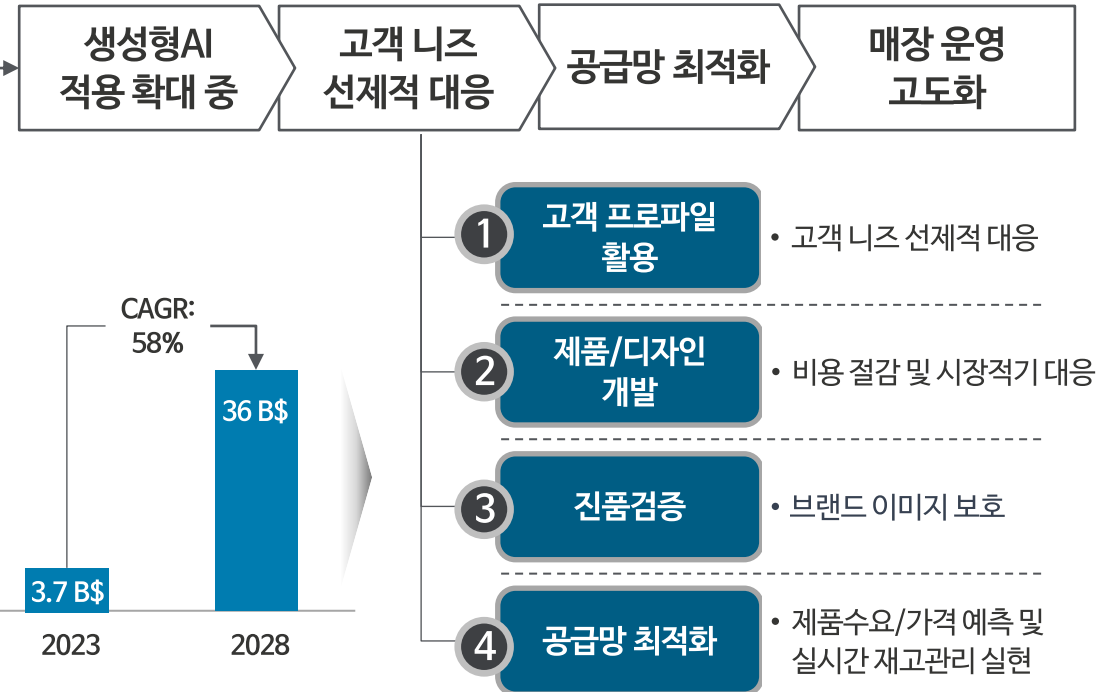 생성형AI
적용 확대 중
고객 니즈
선제적 대응
공급망 최적화
매장 운영
고도화
CAGR:
58%
36 B$
3.7 B$
2023
2028
1
고객 프로파일
활용
• 고객 니즈 선제적 대응
2
제품/디자인
개발
• 비용 절감 및 시장적기 대응
3
진품검증
• 브랜드 이미지 보호
4
공급망 최적화
• 제품수요/가격 예측 및
실시간 재고관리 실현